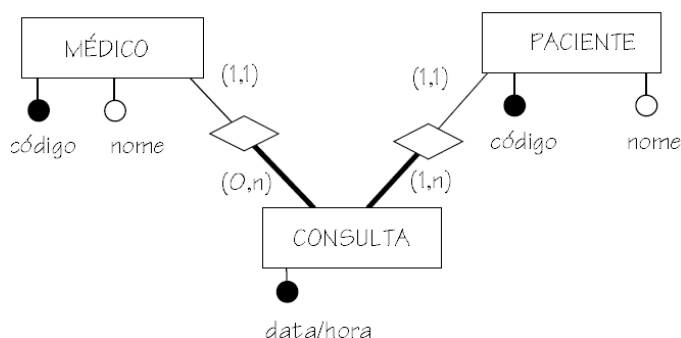 MÉDICO
PACIENTE
(1,1)
(1,1)
código
nome
código
nome
(0,n)
(1,n)
CONSULTA
data/hora